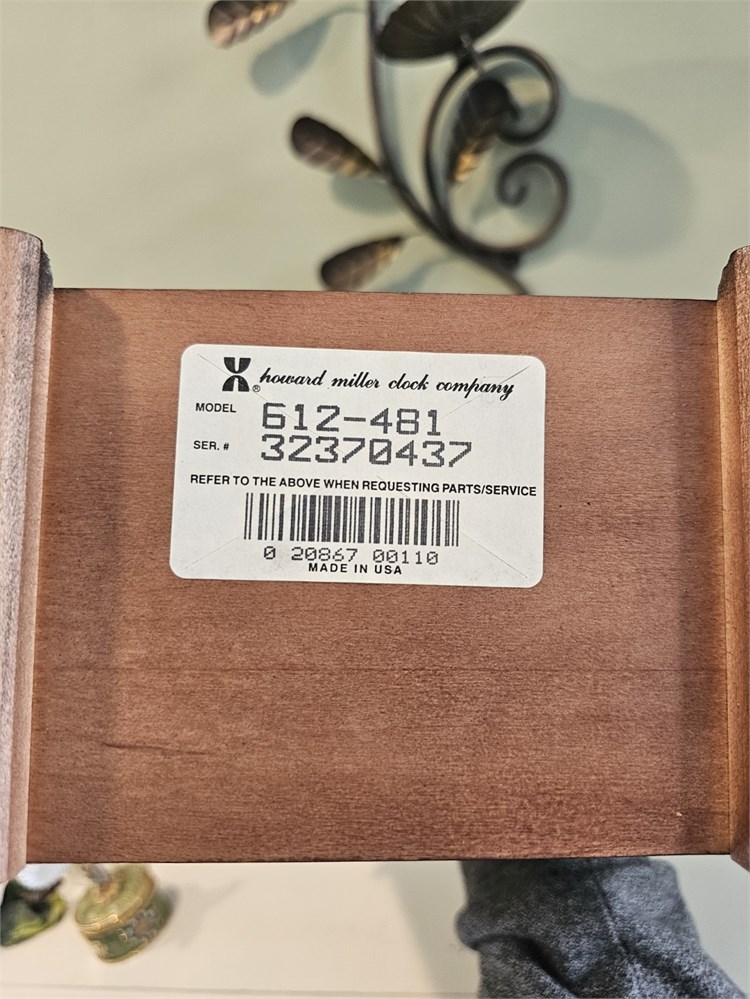 ® howard miller clock company
MODEL 612-481
SER. # 32370437
REFER TO THE ABOVE WHEN REQUESTING PARTS/SERVICE
0 20867 00110
MADE IN USA